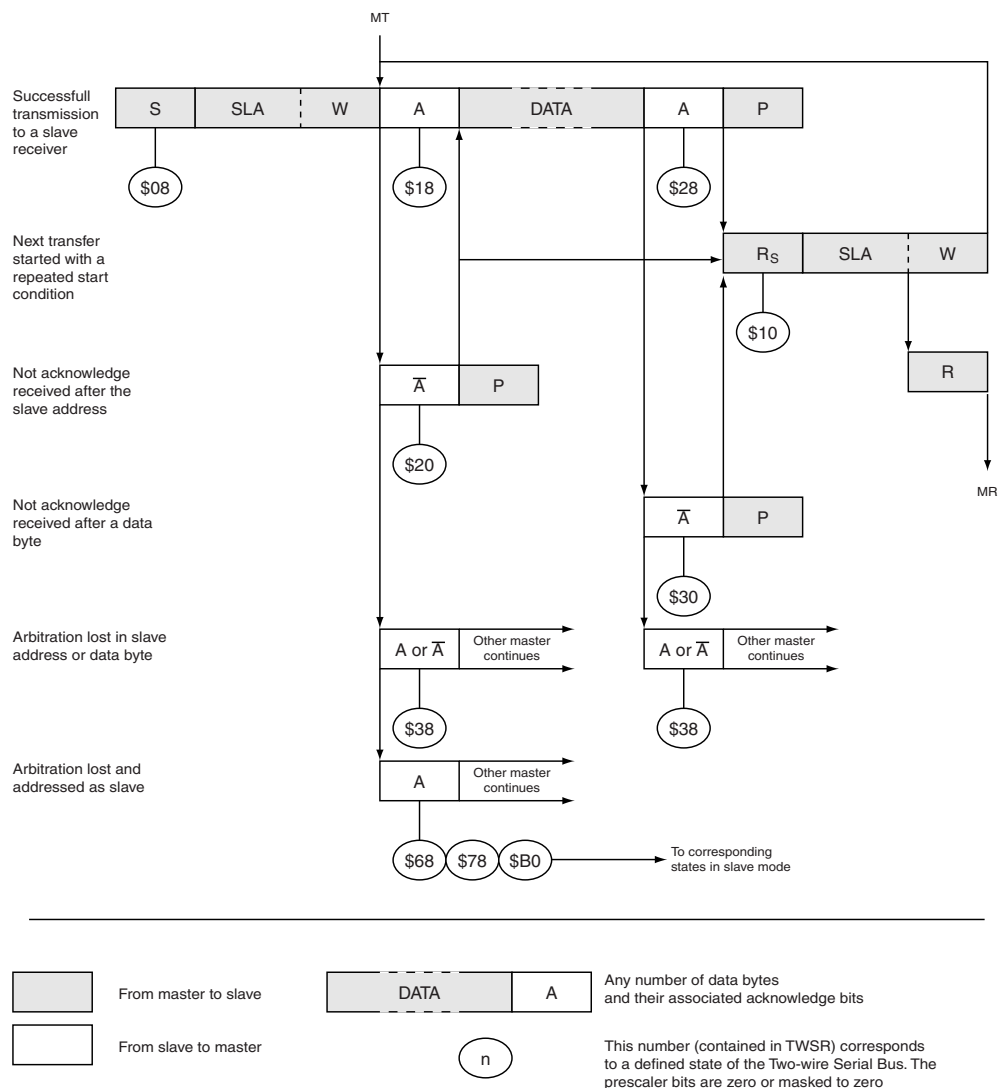 MT
Successfull
transmission
to a slave
receiver
S SLA W A DATA A P
$08 $18 $28
Next transfer
started with a
repeated start
condition
RS SLA W
$10
Not acknowledge
received after the
slave address
A̅ P
R
$20
MR
Not acknowledge
received after a data
byte
A̅ P
$30
Arbitration lost in slave
address or data byte
A or A̅
Other master
continues
A or A̅
Other master
continues
$38 $38
Arbitration lost and
addressed as slave
A
Other master
continues
$68 $78 $B0
To corresponding
states in slave mode
From master to slave
DATA A
Any number of data bytes
and their associated acknowledge bits
From slave to master
n
This number (contained in TWSR) corresponds
to a defined state of the Two-wire Serial Bus. The
prescaler bits are zero or masked to zero